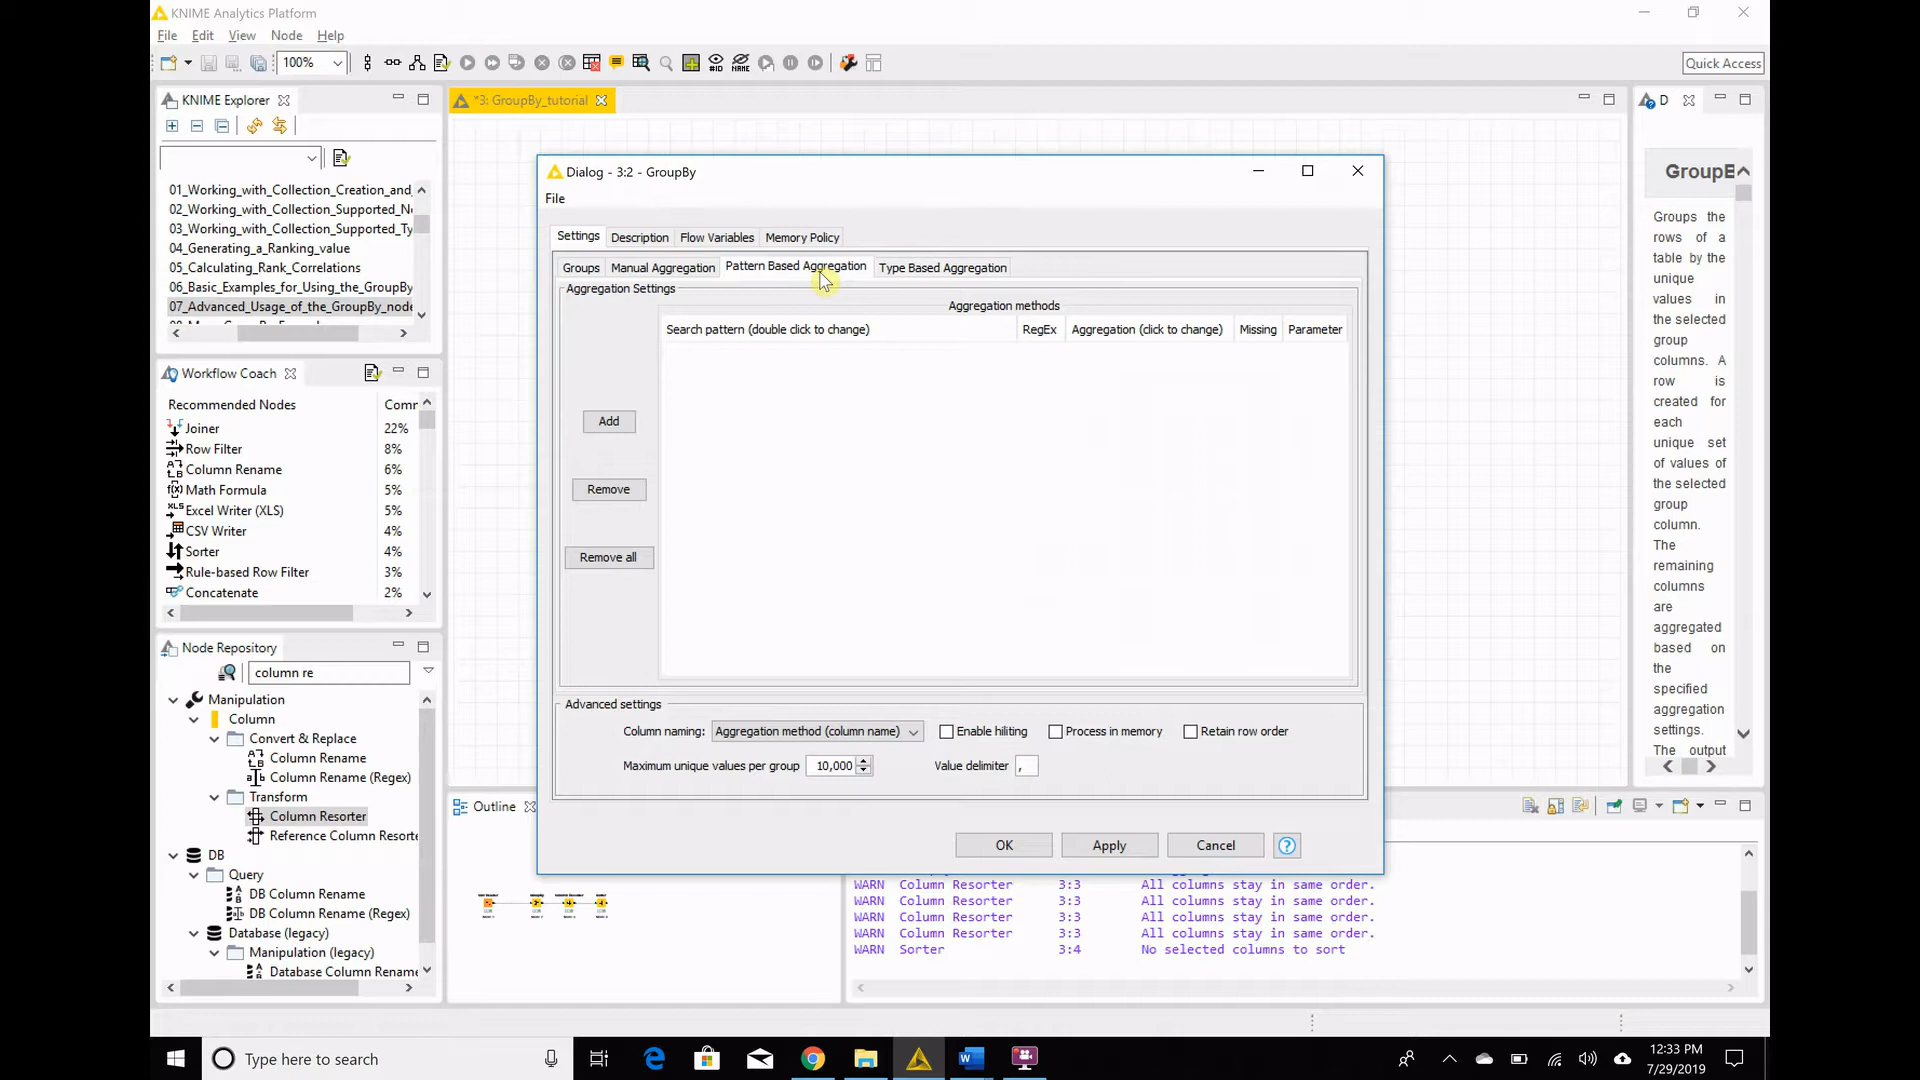 KNIME Analytics Platform
File Edit View Node Help
100%
Quick Access
KNIME Explorer
*3: GroupBy_tutorial
D
01_Working_with_Collection_Creation_and_
02_Working_with_Collection_Supported_N
03_Working_with_Collection_Supported_Ty
04_Generating_a_Ranking_value
05_Calculating_Rank_Correlations
06_Basic_Examples_for_Using_the_GroupBy
07_Advanced_Usage_of_the_GroupBy_node
Workflow Coach
Recommended Nodes Comr
Joiner 22%
Row Filter 8%
Column Rename 6%
Math Formula 5%
Excel Writer (XLS) 5%
CSV Writer 4%
Sorter 4%
Rule-based Row Filter 3%
Concatenate 2%
Node Repository
column re
Manipulation
Column
Convert & Replace
Column Rename
Column Rename (Regex)
Transform
Column Resorter
Reference Column Resorte
DB
Query
DB Column Rename
DB Column Rename (Regex)
Database (legacy)
Manipulation (legacy)
Database Column Rename
Dialog - 3:2 - GroupBy
File
Settings Description Flow Variables Memory Policy
Groups Manual Aggregation Pattern Based Aggregation Type Based Aggregation
Aggregation Settings
Aggregation methods
Search pattern (double click to change) RegEx Aggregation (click to change) Missing Parameter
Add
Remove
Remove all
Advanced settings
Column naming: Aggregation method (column name) Enable hiliting Process in memory Retain row order
Maximum unique values per group 10,000 Value delimiter ,
OK Apply Cancel ?
GroupB
Groups the
rows of a
table by the
unique
values in
the selected
group
columns. A
row is
created for
each
unique set
of values of
the selected
group
column.
The
remaining
columns
are
aggregated
based on
the
specified
aggregation
settings.
The output
Outline
WARN Column Resorter 3:3 All columns stay in same order.
WARN Column Resorter 3:3 All columns stay in same order.
WARN Column Resorter 3:3 All columns stay in same order.
WARN Column Resorter 3:3 All columns stay in same order.
WARN Sorter 3:4 No selected columns to sort
Type here to search
12:33 PM
7/29/2019